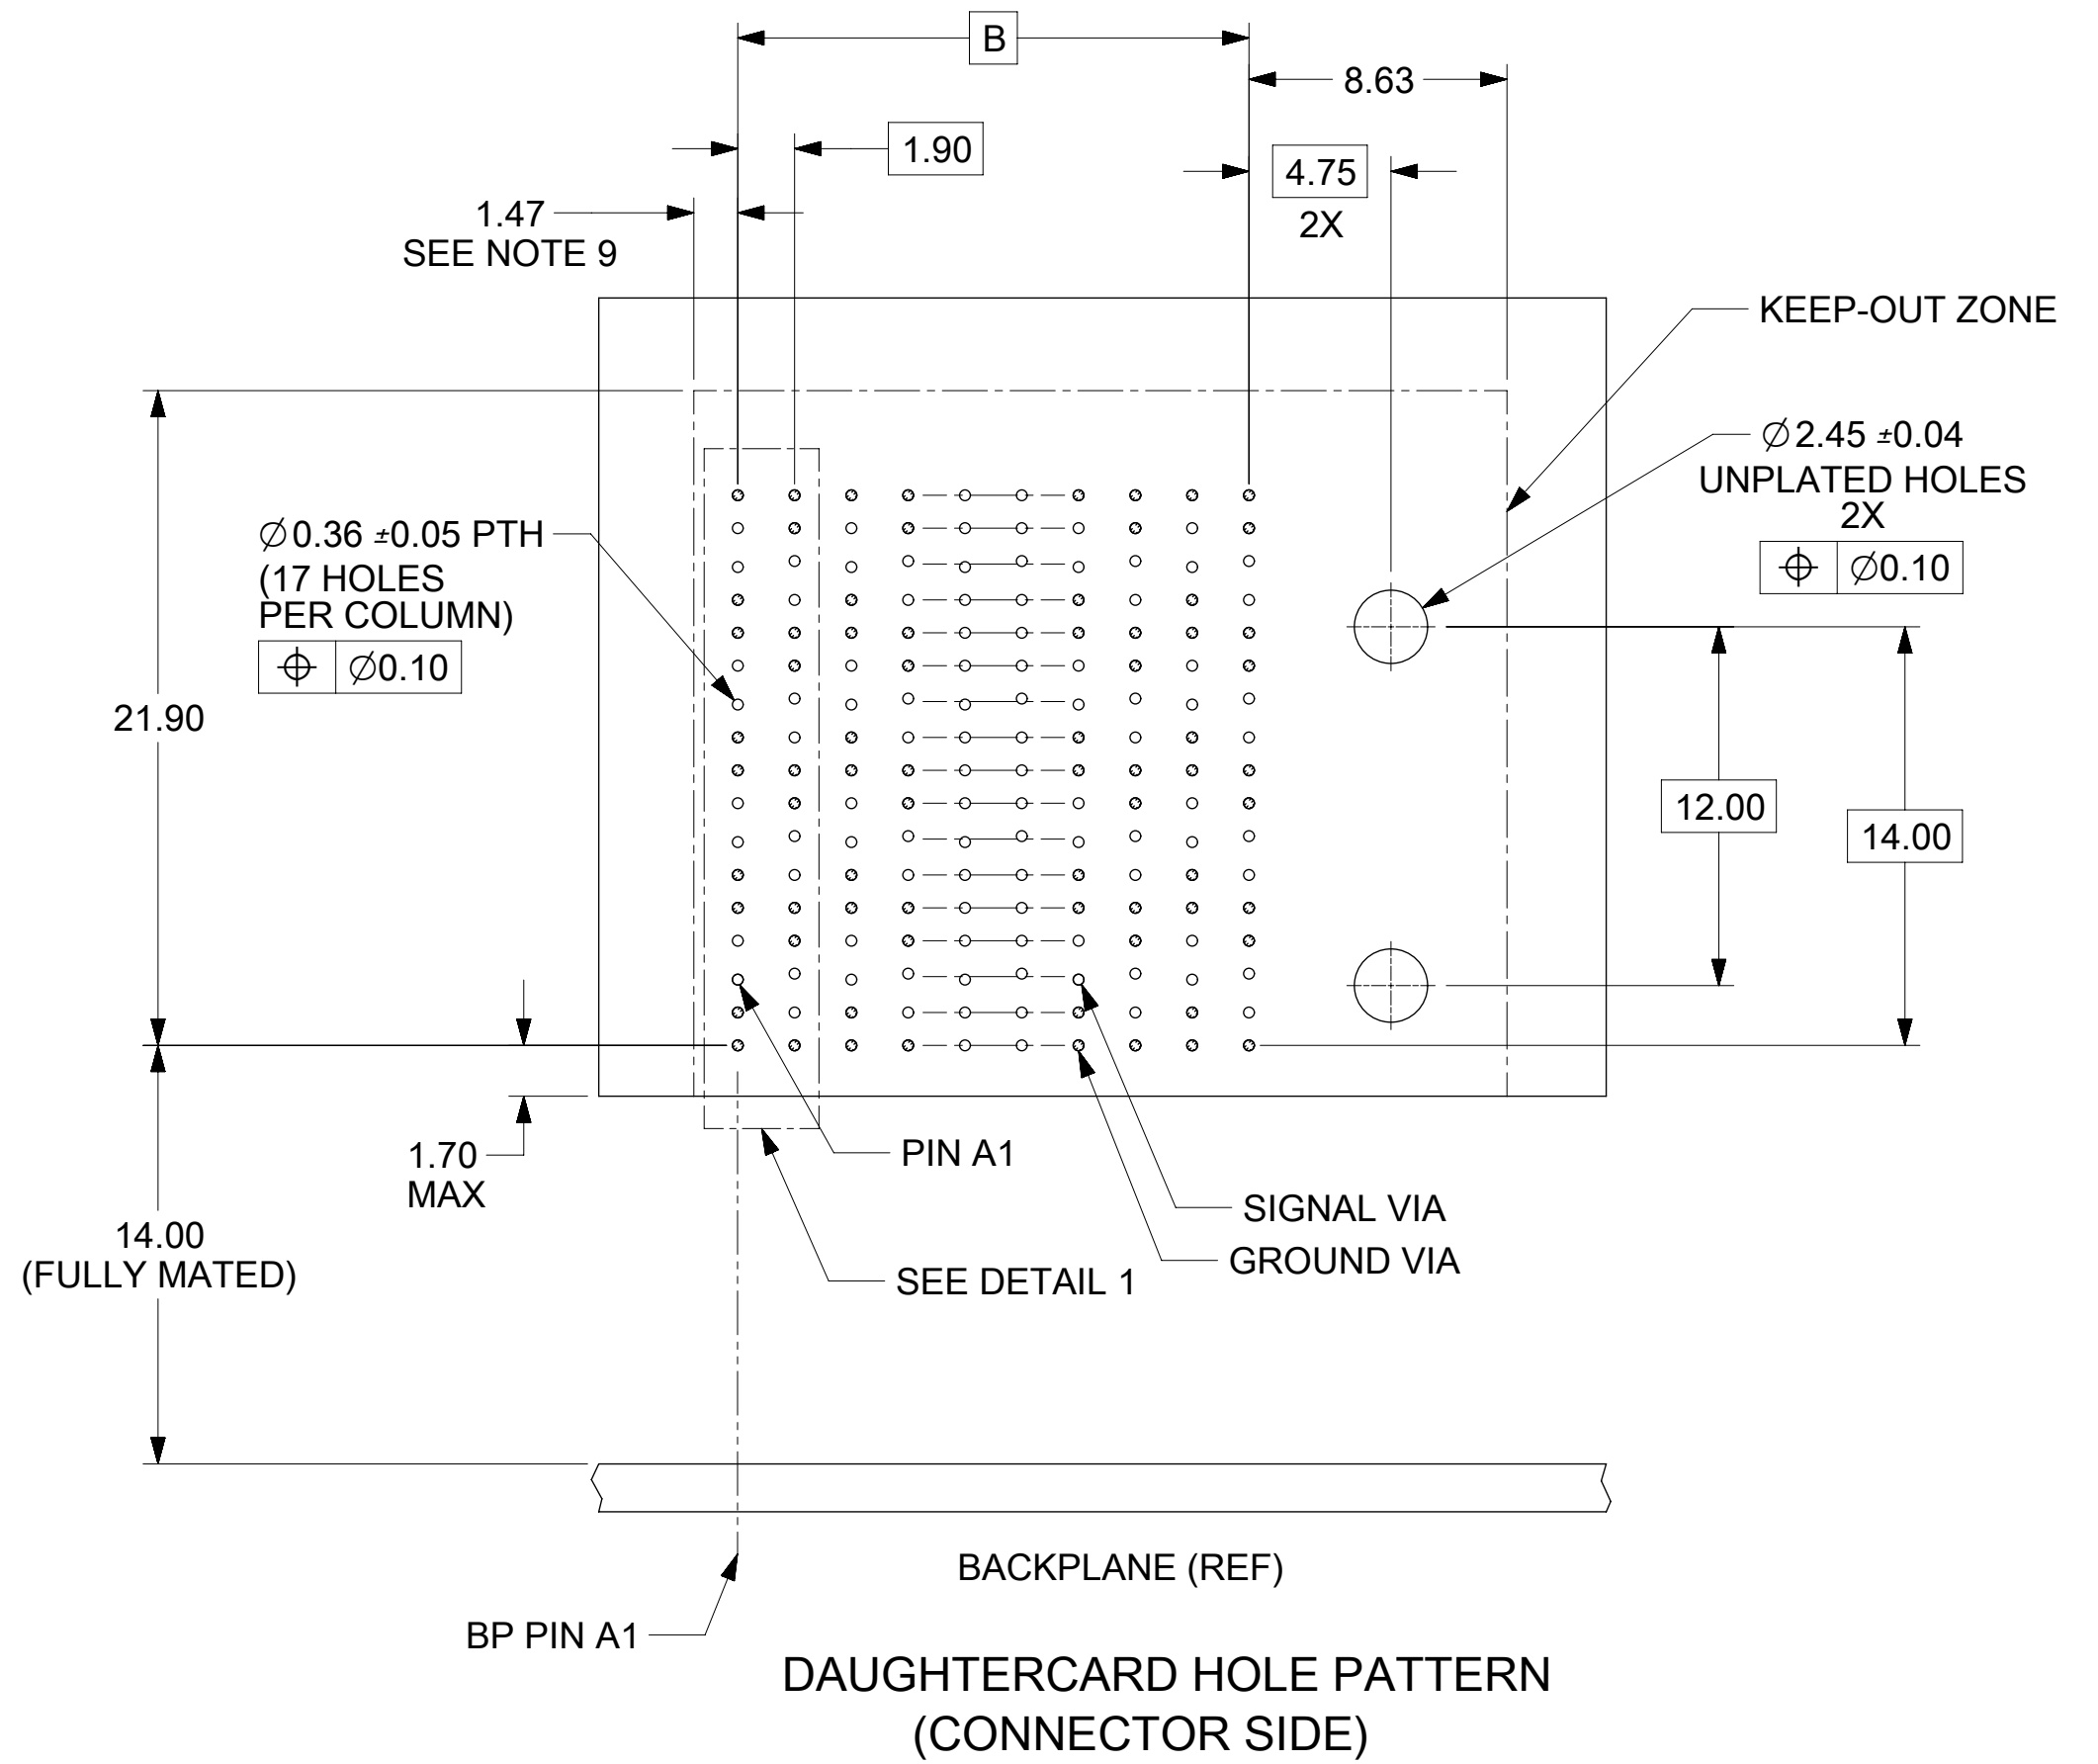 B
8.63
1.90
4.75
2X
1.47
SEE NOTE 9
KEEP-OUT ZONE
∅2.45 ±0.04
UNPLATED HOLES
2X
⌖ ∅0.10
∅0.36 ±0.05 PTH
(17 HOLES
PER COLUMN)
⌖ ∅0.10
21.90
12.00
14.00
1.70
MAX
PIN A1
SIGNAL VIA
GROUND VIA
SEE DETAIL 1
14.00
(FULLY MATED)
BACKPLANE (REF)
BP PIN A1
DAUGHTERCARD HOLE PATTERN
(CONNECTOR SIDE)